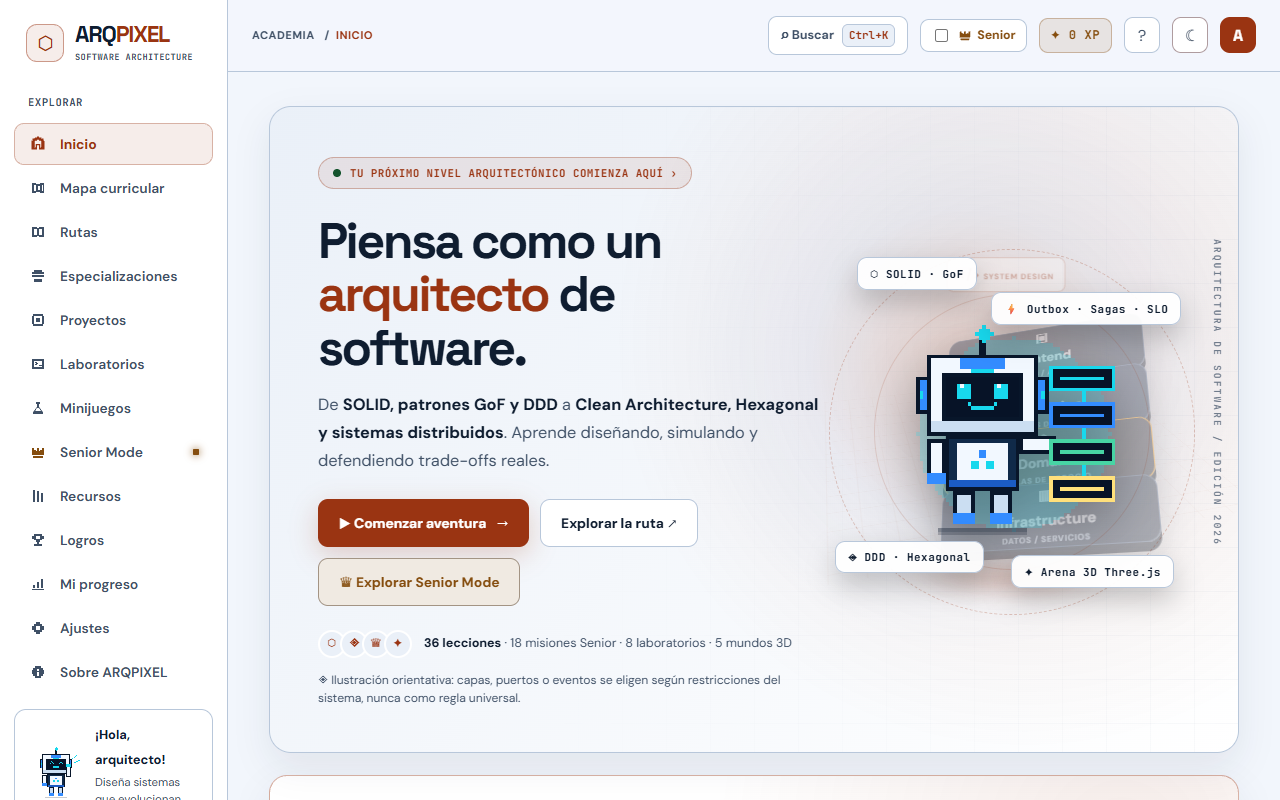 ARQPIXEL
SOFTWARE ARCHITECTURE
EXPLORAR
Inicio
Mapa curricular
Rutas
Especializaciones
Proyectos
Laboratorios
Minijuegos
Senior Mode
Recursos
Logros
Mi progreso
Ajustes
Sobre ARQPIXEL
¡Hola,
arquitecto!
Diseña sistemas
que evolucionan
ACADEMIA / INICIO
Buscar Ctrl+K
Senior
✦ 0 XP
?
A
TU PRÓXIMO NIVEL ARQUITECTÓNICO COMIENZA AQUÍ ›
Piensa como un
arquitecto de
software.
De SOLID, patrones GoF y DDD a Clean Architecture, Hexagonal
y sistemas distribuidos. Aprende diseñando, simulando y
defendiendo trade-offs reales.
▶ Comenzar aventura →
Explorar la ruta ↗
♛ Explorar Senior Mode
36 lecciones · 18 misiones Senior · 8 laboratorios · 5 mundos 3D
◈ Ilustración orientativa: capas, puertos o eventos se eligen según restricciones del
sistema, nunca como regla universal.
⬡ SOLID · GoF
SYSTEM DESIGN
Outbox · Sagas · SLO
DATOS / SERVICIOS
◈ DDD · Hexagonal
✦ Arena 3D Three.js
ARQUITECTURA DE SOFTWARE / EDICIÓN 2026